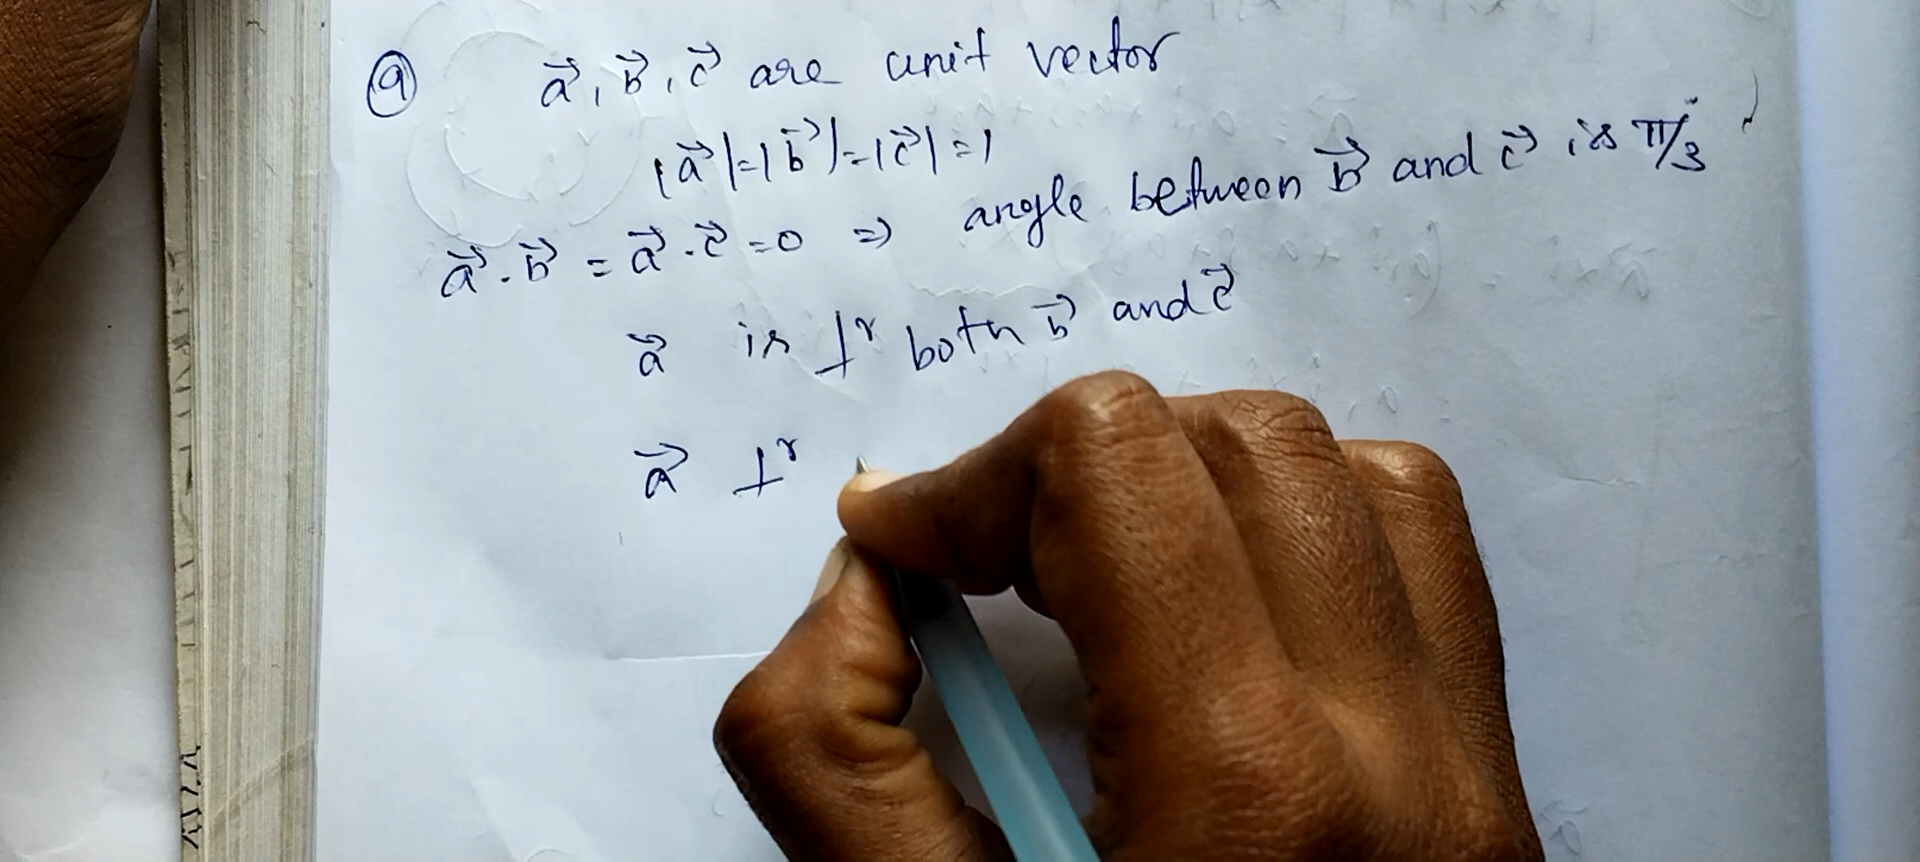 ⑨ a⃗, b⃗, c⃗ are unit vector
|a⃗|=|b⃗|=|c⃗|=1
a⃗.b⃗ = a⃗.c⃗ =0 ⇒ angle between b⃗ and c⃗ is π/3
a⃗ is ⊥r both b⃗ and c⃗
a⃗ ⊥r